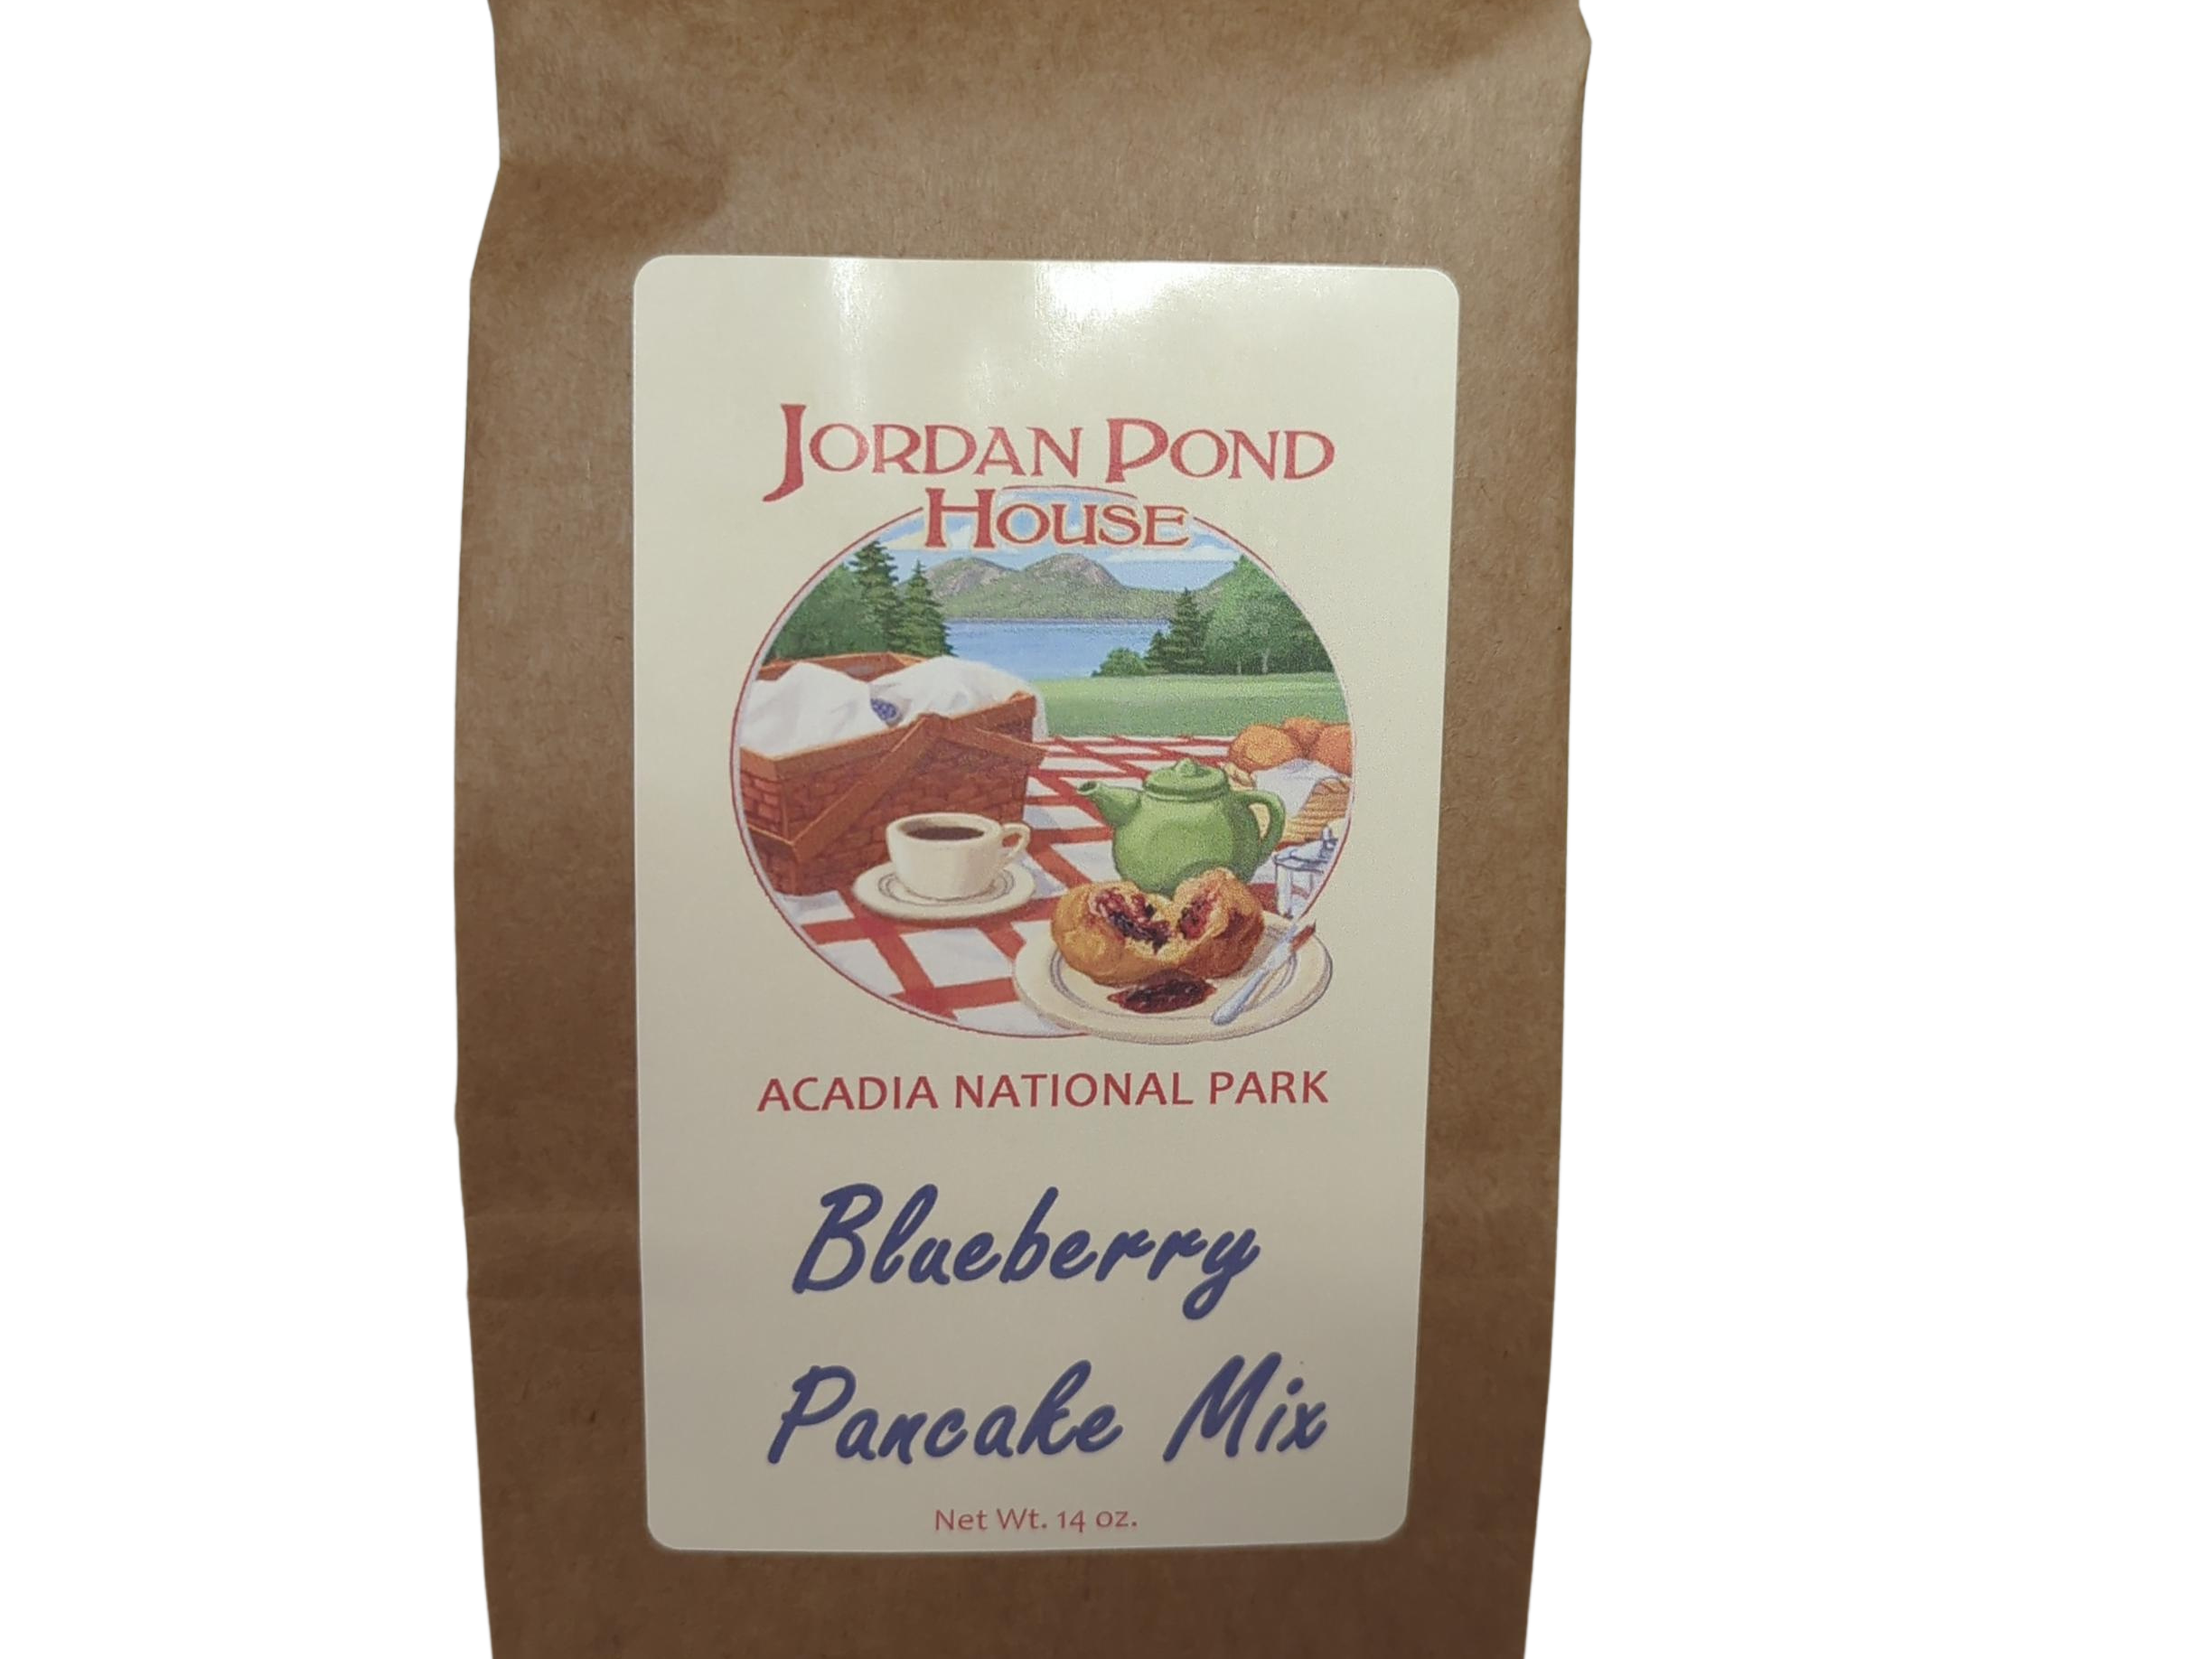 JORDAN POND
HOUSE
ACADIA NATIONAL PARK
Blueberry
Pancake Mix
Net Wt. 14 oz.